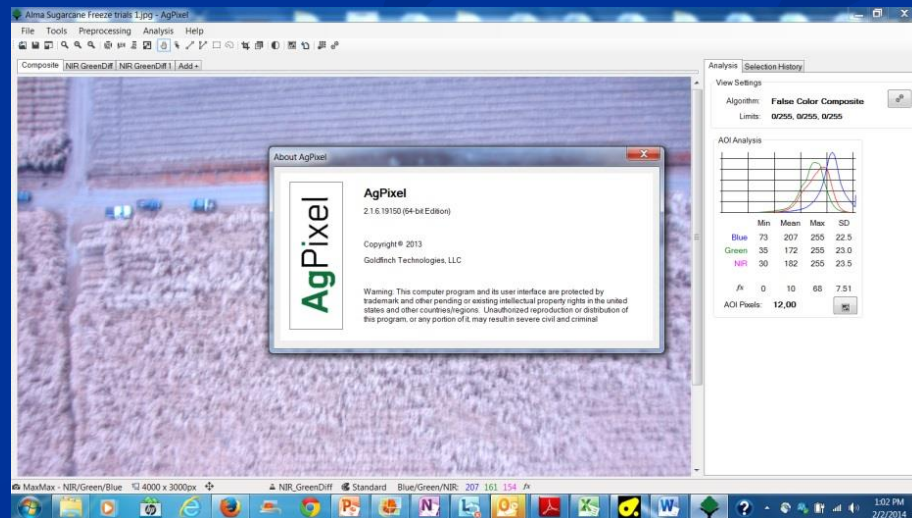 Alma Sugarcane Freeze trials 1.jpg - AgPixel
File Tools Preprocessing Analysis Help
Composite NIR GreenDiff NIR GreenDiff 1 Add +
Analysis Selection History
View Settings
Algorithm: False Color Composite
Limits: 0/255, 0/255, 0/255
AOI Analysis
Min Mean Max SD
Blue 73 207 255 22.5
Green 35 172 255 23.0
NIR 30 182 255 23.5
fx 0 10 68 7.51
AOI Pixels: 12,00
About AgPixel
AgPixel
AgPixel
2.1.6.19150 (64-bit Edition)
Copyright © 2013
Goldfinch Technologies, LLC
Warning: This computer program and its user interface are protected by
trademark and other pending or existing intellectual property rights in the united
states and other countries/regions. Unauthorized reproduction or distribution of
this program, or any portion of it, may result in severe civil and criminal
MaxMax - NIR/Green/Blue 4000 x 3000px NIR_GreenDiff Standard Blue/Green/NIR: 207 161 154 fx
1:02 PM
2/2/2014